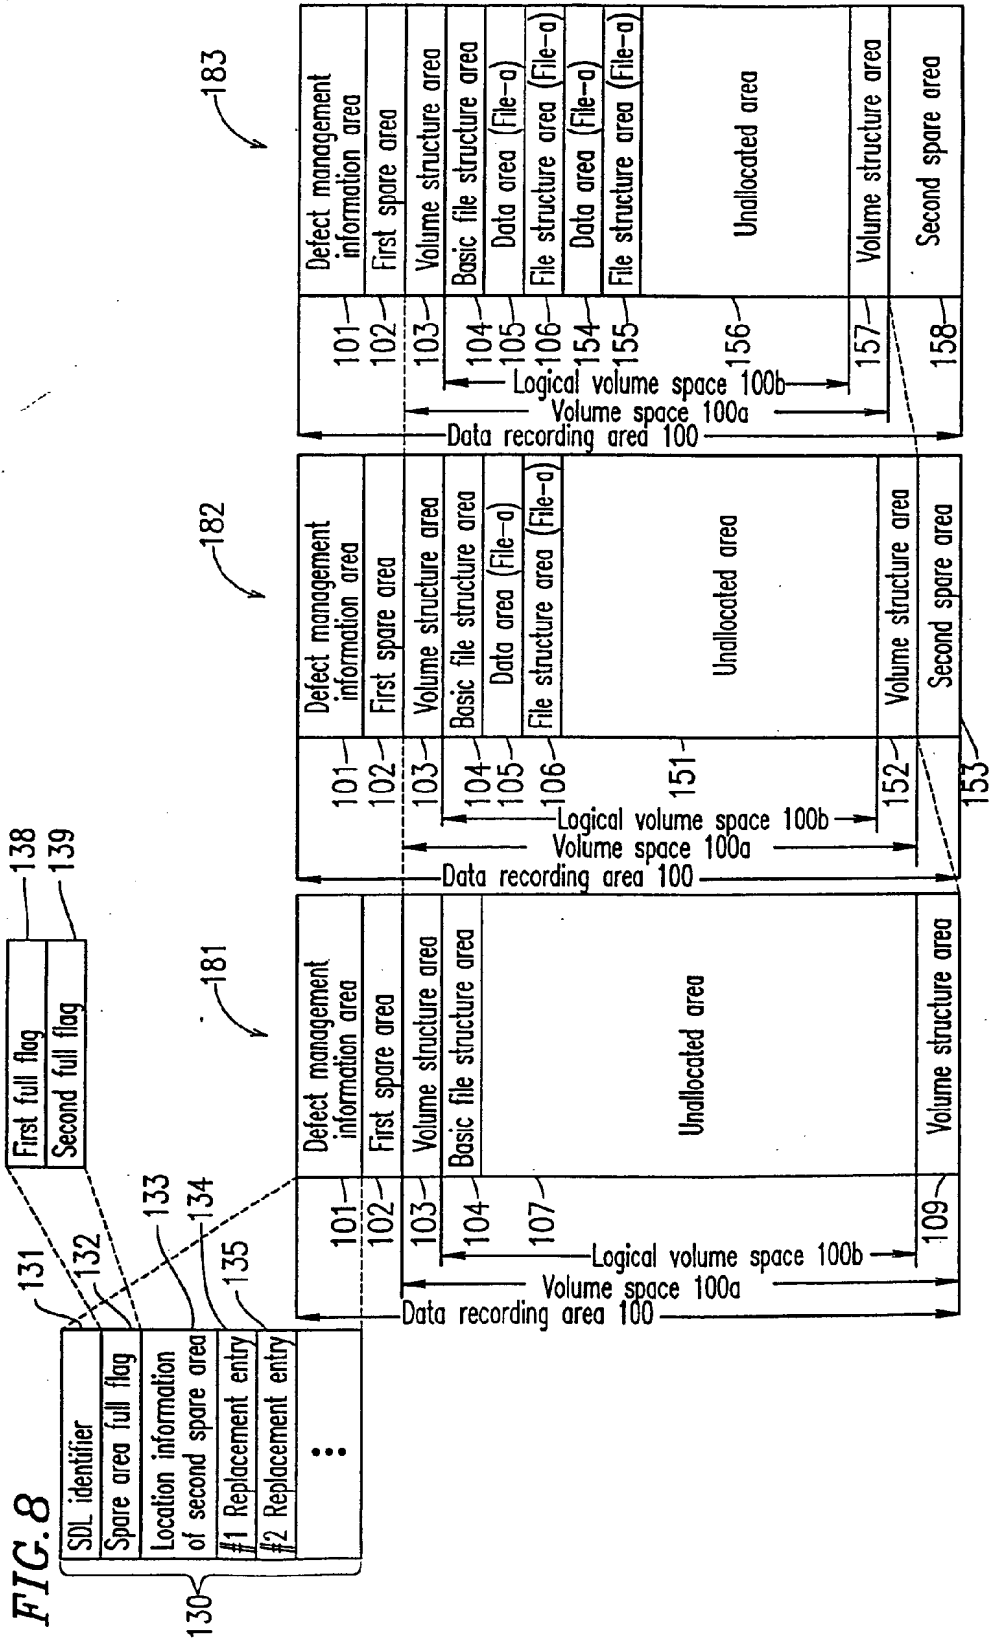 FIG.8
130
SDL identifier
Spare area full flag
Location information
of second spare area
#1 Replacement entry
#2 Replacement entry
131
132
133
134
135
First full flag
Second full flag
138
139
181
Defect management
information area
First spare area
Volume structure area
Basic file structure area
Unallocated area
Volume structure area
101
102
103
104
107
109
Logical volume space 100b
Volume space 100a
Data recording area 100
182
Defect management
information area
First spare area
Volume structure area
Basic file structure area
Data area (File-a)
File structure area (File-a)
Unallocated area
Volume structure area
Second spare area
101
102
103
104
105
106
151
152
153
Logical volume space 100b
Volume space 100a
Data recording area 100
183
Defect management
information area
First spare area
Volume structure area
Basic file structure area
Data area (File-a)
File structure area (File-a)
Data area (File-a)
File structure area (File-a)
Unallocated area
Volume structure area
Second spare area
101
102
103
104
105
106
154
155
156
157
158
Logical volume space 100b
Volume space 100a
Data recording area 100